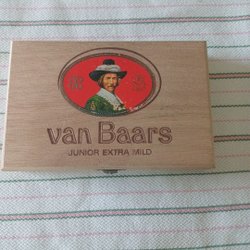 van Baars
JUNIOR EXTRA MILD